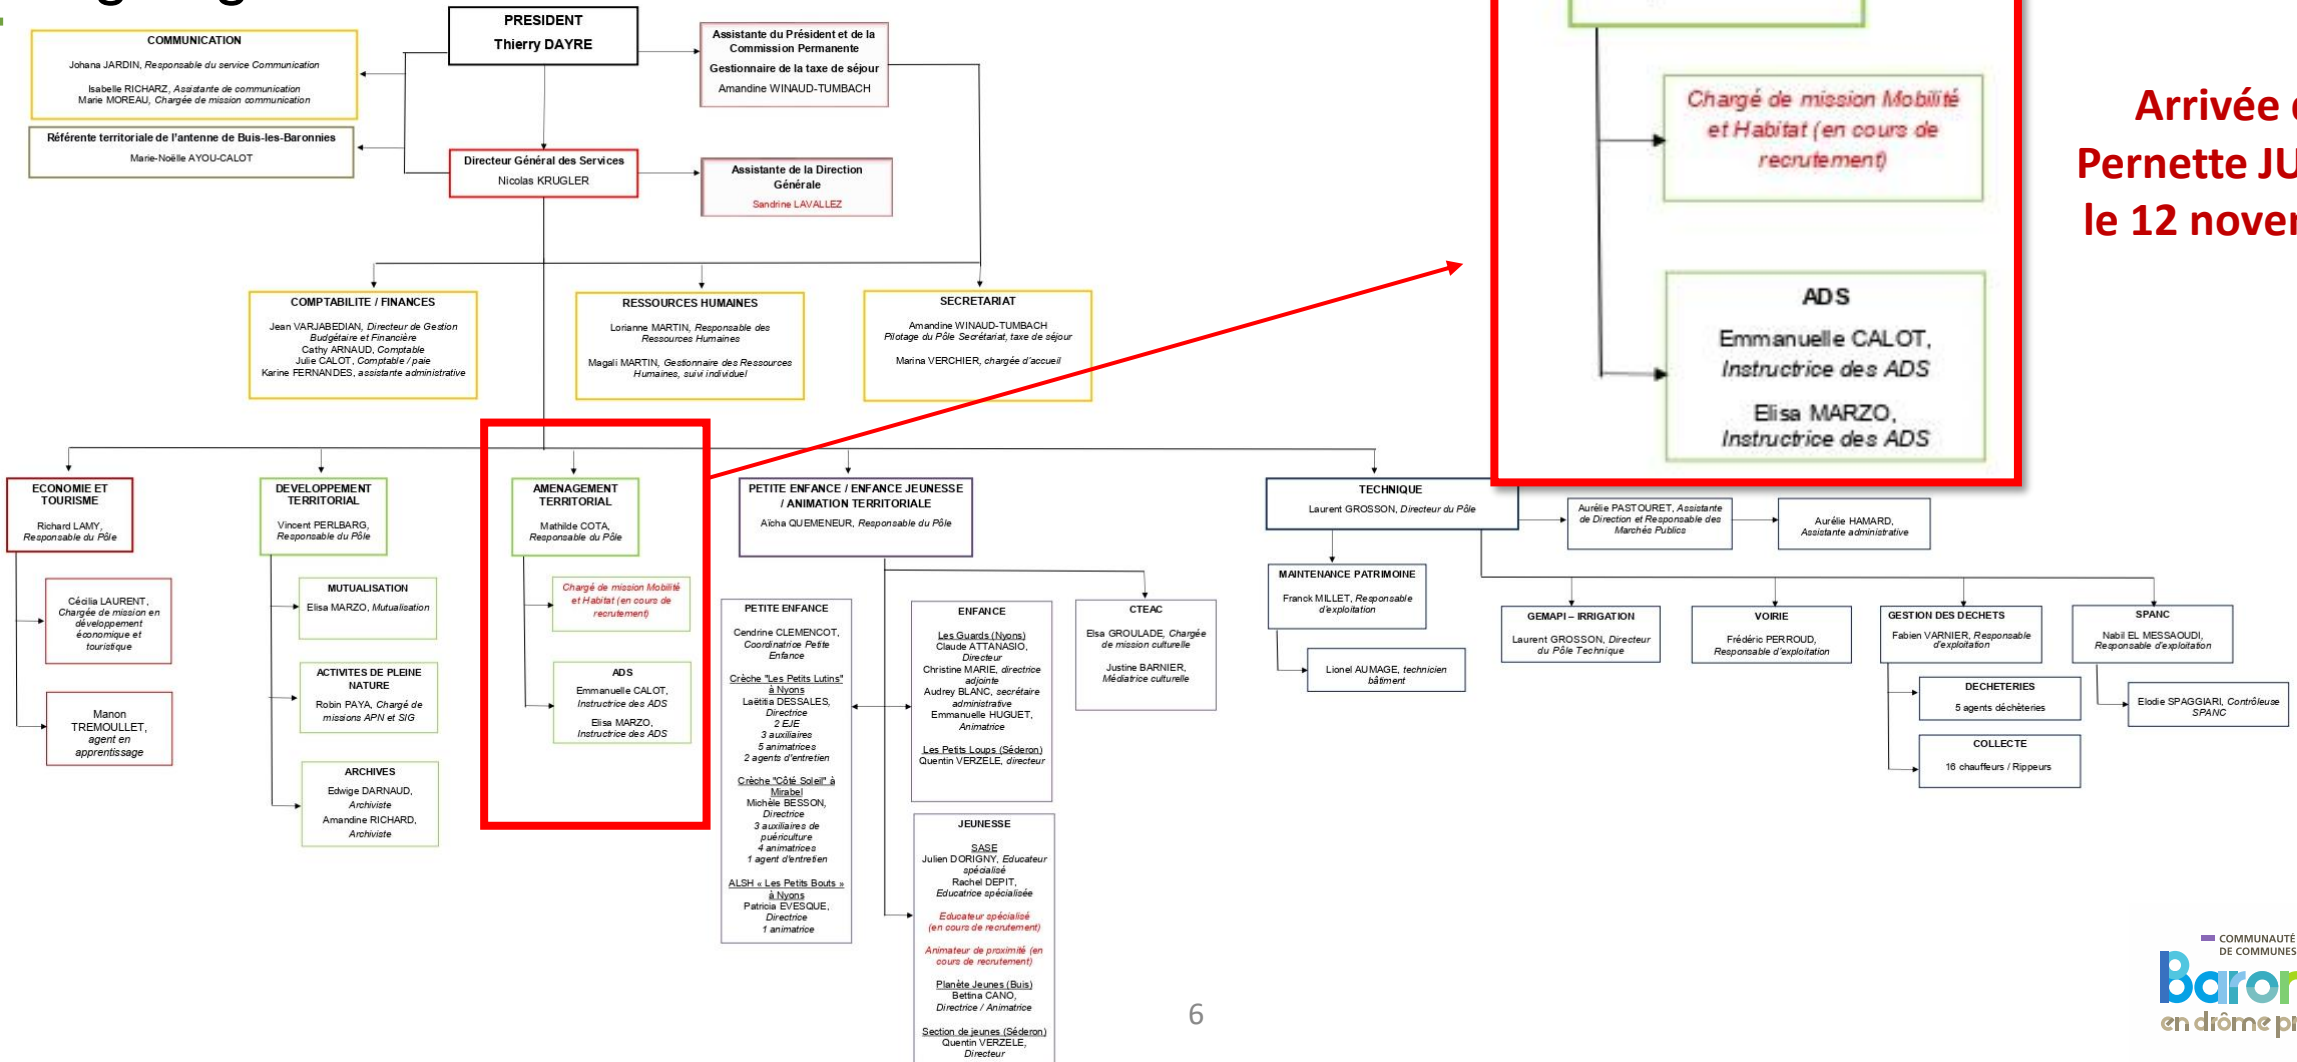 PRESIDENT
Thierry DAYRE
COMMUNICATION
Johana JARDIN, Responsable du service Communication
Isabelle RICHARZ, Assistante de communication
Marie MOREAU, Chargée de mission communication
Référente territoriale de l'antenne de Buis-les-Baronnies
Marie-Noëlle AYOU-CALOT
Assistante du Président et de la
Commission Permanente
Gestionnaire de la taxe de séjour
Amandine WINAUD-TUMBACH
Directeur Général des Services
Nicolas KRUGLER
Assistante de la Direction
Générale
Sandrine LAVALLEZ
Chargé de mission Mobilité
et Habitat (en cours de
recrutement)
ADS
Emmanuelle CALOT,
Instructrice des ADS
Elisa MARZO,
Instructrice des ADS
Arrivée
Pernette
le 12
COMPTABILITE / FINANCES
Jean VARJABEDIAN, Directeur de Gestion
Budgétaire et Financière
Cathy ARNAUD, Comptable
Julie CALOT, Comptable / paie
Karine FERNANDES, assistante administrative
RESSOURCES HUMAINES
Lorianne MARTIN, Responsable des
Ressources Humaines
Magali MARTIN, Gestionnaire des Ressources
Humaines, suivi individuel
SECRETARIAT
Amandine WINAUD-TUMBACH
Pilotage du Pôle Secrétariat, taxe de séjour
Marina VERCHIER, chargée d'accueil
ECONOMIE ET
TOURISME
Richard LAMY,
Responsable du Pôle
Cécilia LAURENT,
Chargée de mission en
développement
économique et
touristique
Manon
TREMOULLET,
agent en
apprentissage
DEVELOPPEMENT
TERRITORIAL
Vincent PERLBARG,
Responsable du Pôle
MUTUALISATION
Elisa MARZO, Mutualisation
ACTIVITES DE PLEINE
NATURE
Robin PAYA, Chargé de
missions APN et SIG
ARCHIVES
Edwige DARNAUD,
Archiviste
Amandine RICHARD,
Archiviste
AMENAGEMENT
TERRITORIAL
Mathilde COTA,
Responsable du Pôle
Chargé de mission Mobilité
et Habitat (en cours de
recrutement)
ADS
Emmanuelle CALOT,
Instructrice des ADS
Elisa MARZO,
Instructrice des ADS
PETITE ENFANCE / ENFANCE JEUNESSE
/ ANIMATION TERRITORIALE
Aïcha QUEMENEUR, Responsable du Pôle
PETITE ENFANCE
Cendrine CLEMENCOT,
Coordinatrice Petite
Enfance
Crèche "Les Petits Lutins"
à Nyons
Laëtitia DESSALES,
Directrice
2 EJE
3 auxiliaires
5 animatrices
2 agents d'entretien
Crèche "Côté Soleil" à
Mirabel
Michèle BESSON,
Directrice
3 auxiliaires de
puériculture
4 animatrices
1 agent d'entretien
ALSH « Les Petits Bouts »
à Nyons
Patricia EVESQUE,
Directrice
1 animatrice
ENFANCE
Les Guards (Nyons)
Claude ATTANASIO,
Directeur
Christine MARIE, directrice
adjointe
Audrey BLANC, secrétaire
administrative
Emmanuelle HUGUET,
Animatrice
Les Petits Loups (Séderon)
Quentin VERZELE, directeur
JEUNESSE
SASE
Julien DORIGNY, Educateur
spécialisé
Rachel DEPIT,
Educatrice spécialisée
Educateur spécialisé
(en cours de recrutement)
Animateur de proximité (en
cours de recrutement)
Planète Jeunes (Buis)
Bettina CANO,
Directrice / Animatrice
Section de jeunes (Séderon)
Quentin VERZELE,
Directeur
CTEAC
Elsa GROULADE, Chargée
de mission culturelle
Justine BARNIER,
Médiatrice culturelle
TECHNIQUE
Laurent GROSSON, Directeur du Pôle
Aurélie PASTOURET, Assistante
de Direction et Responsable des
Marchés Publics
Aurélie HAMARD,
Assistante administrative
MAINTENANCE PATRIMOINE
Franck MILLET, Responsable
d'exploitation
Lionel AUMAGE, technicien
bâtiment
GEMAPI – IRRIGATION
Laurent GROSSON, Directeur
du Pôle Technique
VOIRIE
Frédéric PERROUD,
Responsable d'exploitation
GESTION DES DECHETS
Fabien VARNIER, Responsable
d'exploitation
DECHETERIES
5 agents déchèteries
COLLECTE
16 chauffeurs / Rippeurs
SPANC
Nabil EL MESSAOUDI,
Responsable d'exploitation
Elodie SPAGGIARI, Contrôleuse
SPANC
6
COMMUNAUTÉ
DE COMMUNES
en drôme